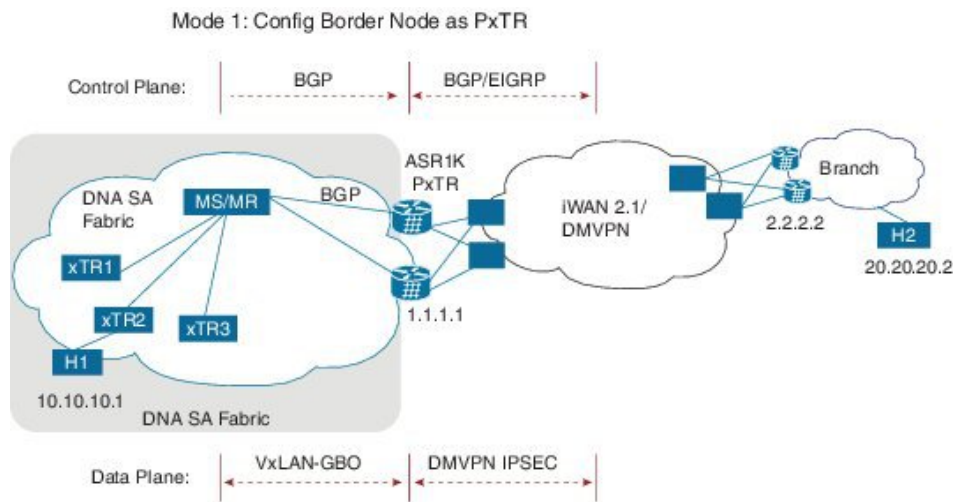 Mode 1: Config Border Node as PxTR
Control Plane:
BGP
BGP/EIGRP
DNA SA
Fabric
MS/MR
BGP
ASR1K
PxTR
iWAN 2.1/
DMVPN
Branch
2.2.2.2
H2
20.20.20.2
xTR1
xTR2
xTR3
1.1.1.1
H1
10.10.10.1
DNA SA Fabric
Data Plane:
VxLAN-GBO
DMVPN IPSEC